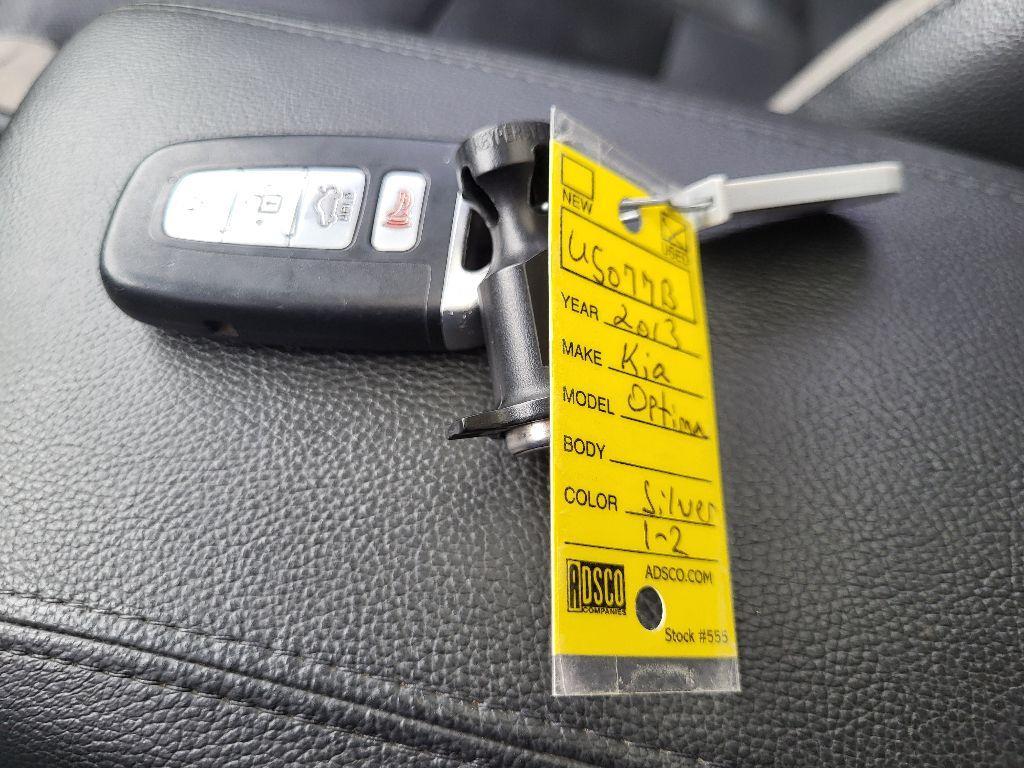 NEW
USED
US077B
YEAR 2013
MAKE Kia
MODEL Optima
BODY
COLOR Silver
1-2
ADSCO COMPANIES
ADSCO.COM
Stock #555